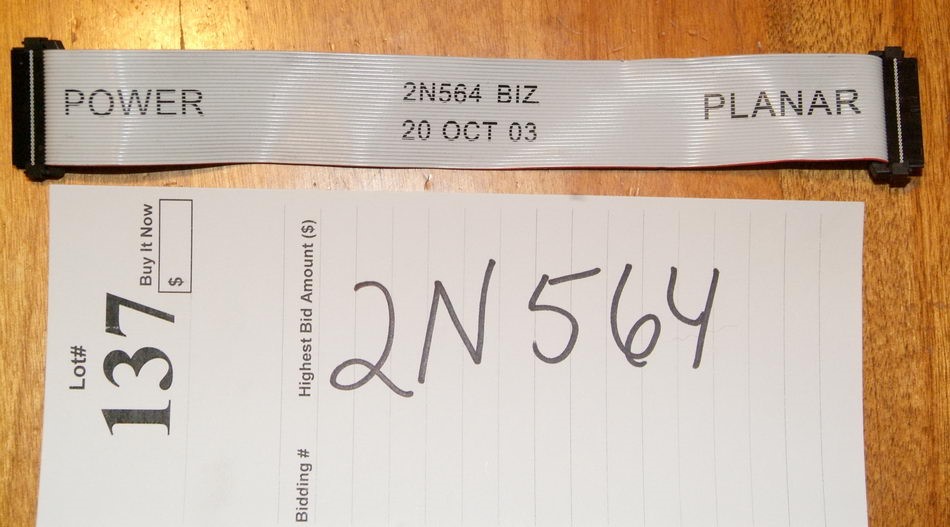 POWER
2N564 BIZ
20 OCT 03
PLANAR
Lot#
137
Buy It Now
$
Bidding #
Highest Bid Amount ($)
2N564